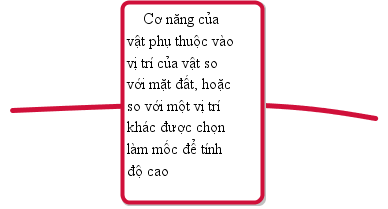 Cơ năng của
vật phụ thuộc vào
vị trí của vật so
với mặt đất, hoặc
so với một vị trí
khác được chọn
làm mốc để tính
độ cao